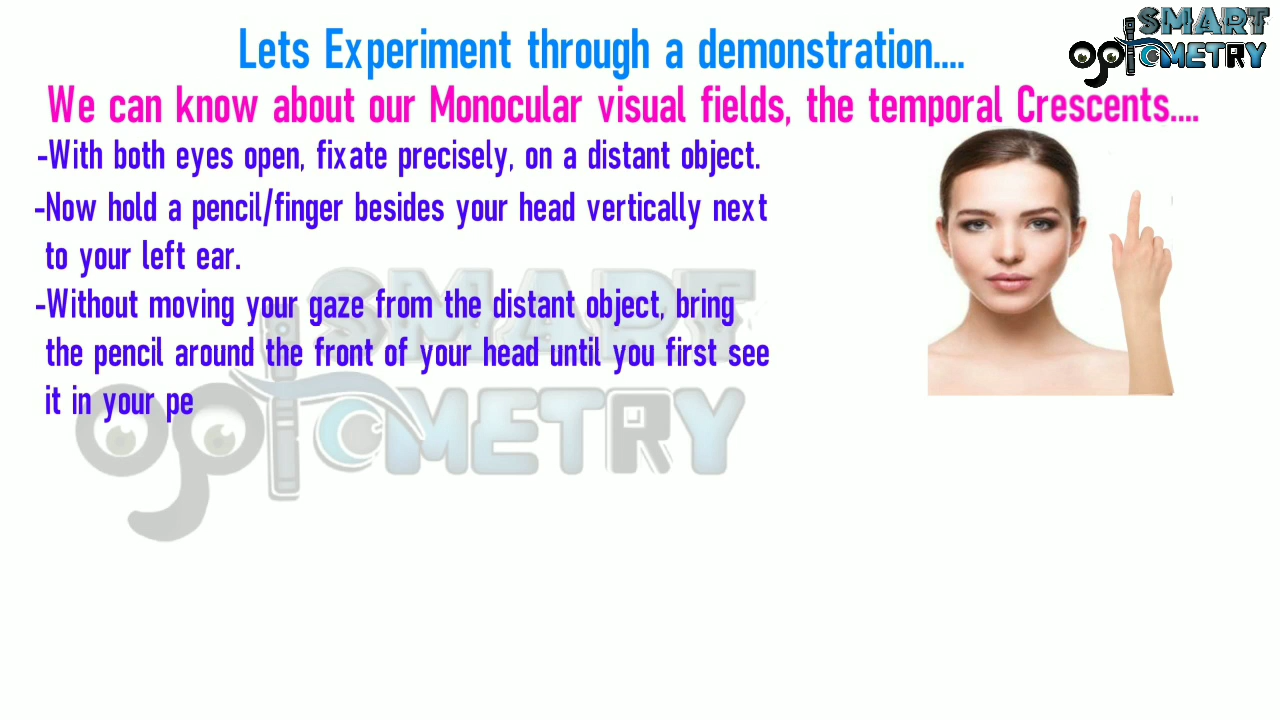 SMART
OptOMETRY
Lets Experiment through a demonstration....
We can know about our Monocular visual fields, the temporal Crescents....
-With both eyes open, fixate precisely, on a distant object.
-Now hold a pencil/finger besides your head vertically next
to your left ear.
-Without moving your gaze from the distant object, bring
the pencil around the front of your head until you first see
it in your pe
SMART
OptOMETRY